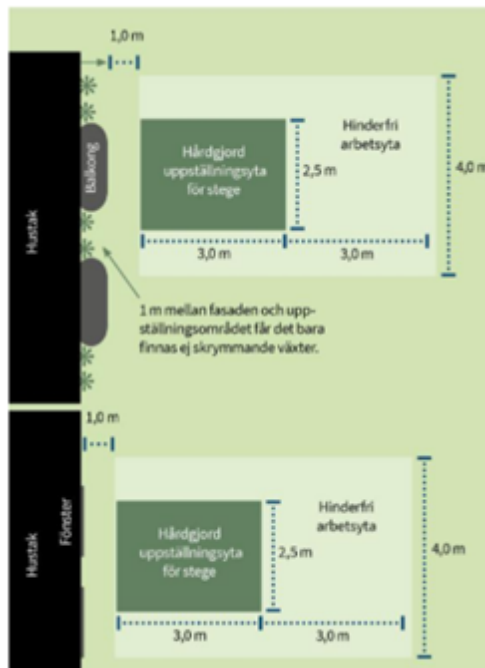 1,0 m
Hustak
Balkong
Hårdgjord
uppställningsyta
för stege
2,5 m
Hinderfri
arbetsyta
4,0 m
3,0 m
3,0 m
1 m mellan fasaden och upp-
ställningsområdet får det bara
finnas ej skrymmande växter.
1,0 m
Hustak
Fönster
Hårdgjord
uppställningsyta
för stege
2,5 m
Hinderfri
arbetsyta
4,0 m
3,0 m
3,0 m